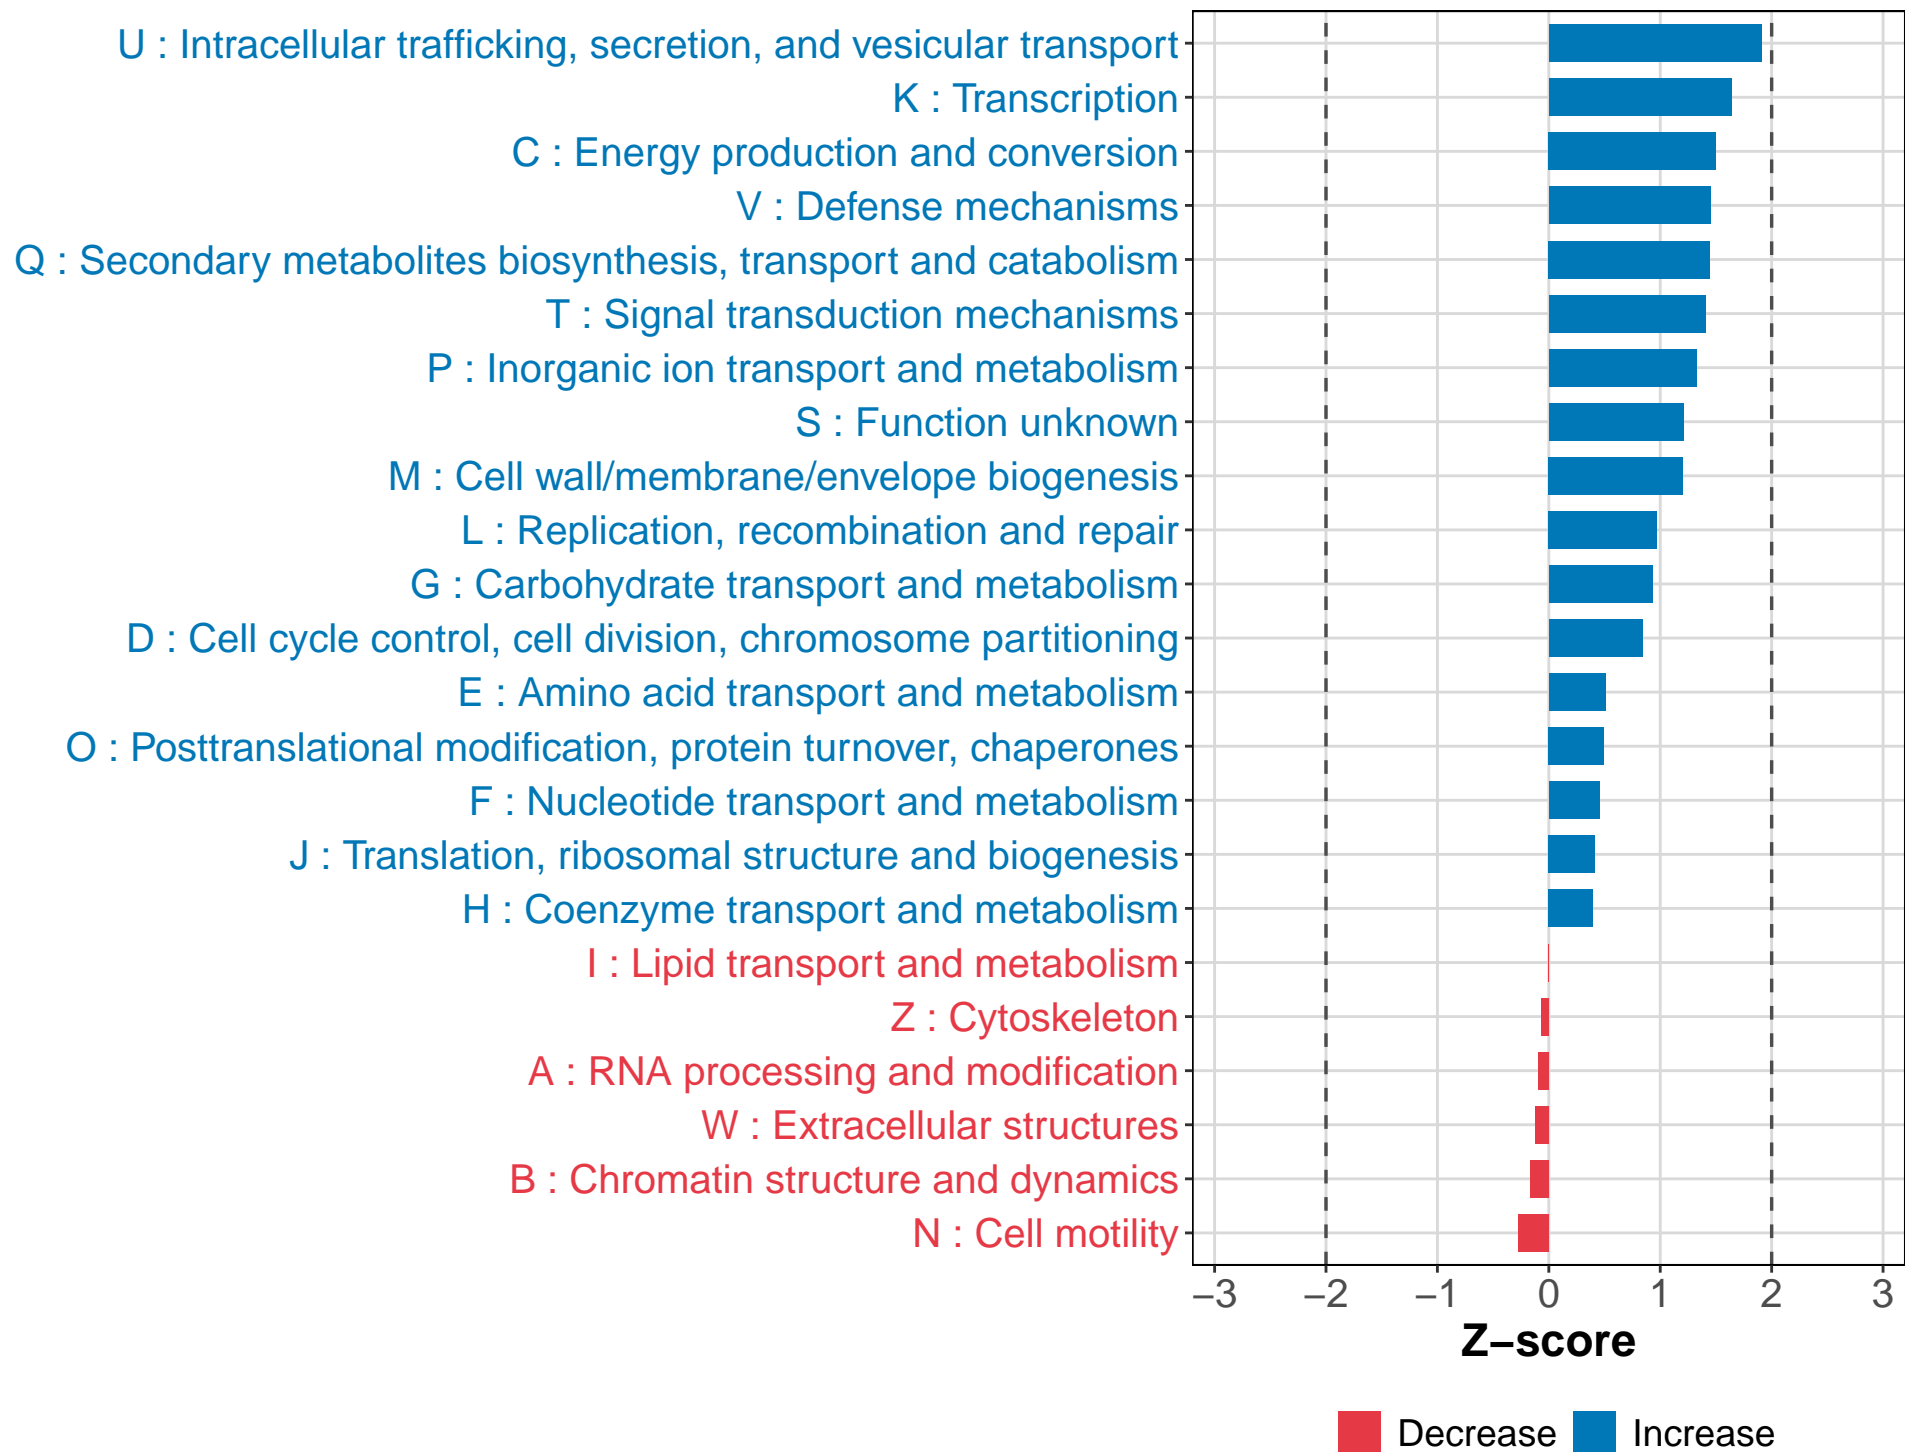 U : Intracellular trafficking, secretion, and vesicular transport
K : Transcription
C : Energy production and conversion
V : Defense mechanisms
Q : Secondary metabolites biosynthesis, transport and catabolism
T : Signal transduction mechanisms
P : Inorganic ion transport and metabolism
S : Function unknown
M : Cell wall/membrane/envelope biogenesis
L : Replication, recombination and repair
G : Carbohydrate transport and metabolism
D : Cell cycle control, cell division, chromosome partitioning
E : Amino acid transport and metabolism
O : Posttranslational modification, protein turnover, chaperones
F : Nucleotide transport and metabolism
J : Translation, ribosomal structure and biogenesis
H : Coenzyme transport and metabolism
I : Lipid transport and metabolism
Z : Cytoskeleton
A : RNA processing and modification
W : Extracellular structures
B : Chromatin structure and dynamics
N : Cell motility
−3 −2 −1 0 1 2 3
Z−score
Decrease Increase